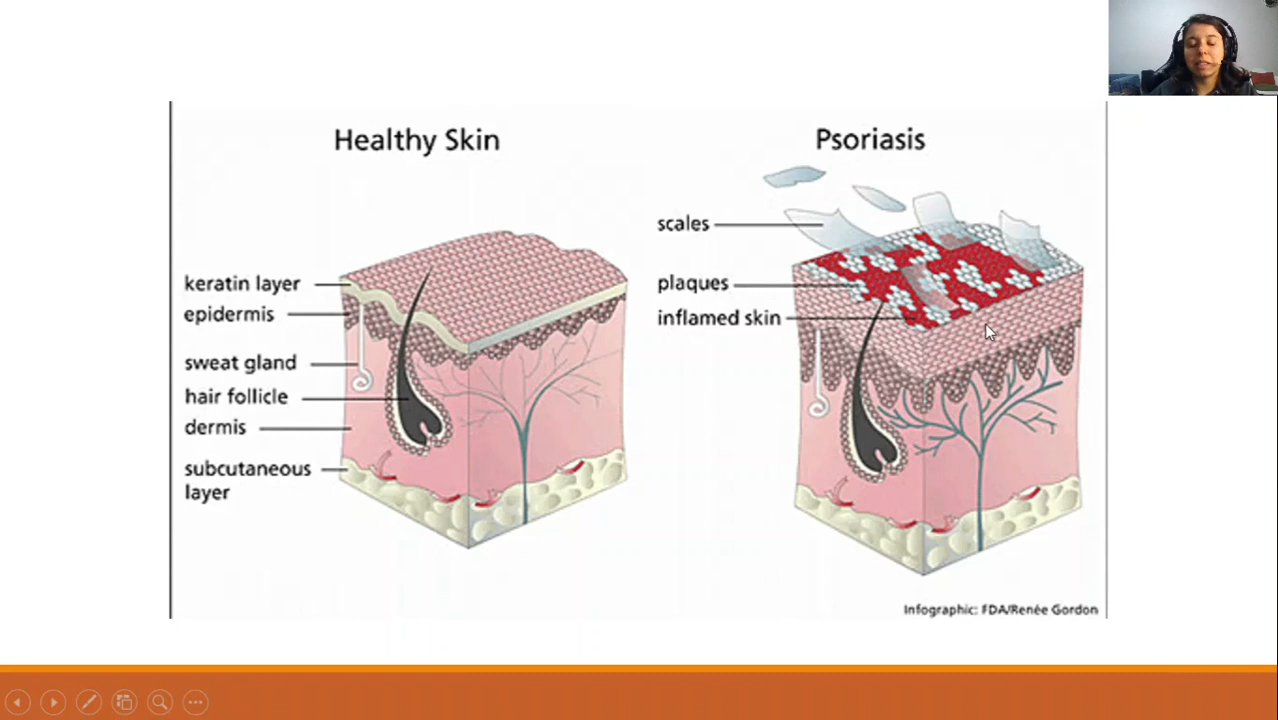 Healthy Skin
keratin layer
epidermis
sweat gland
hair follicle
dermis
subcutaneous
layer
Psoriasis
scales
plaques
inflamed skin
Infographic: FDA/Renée Gordon